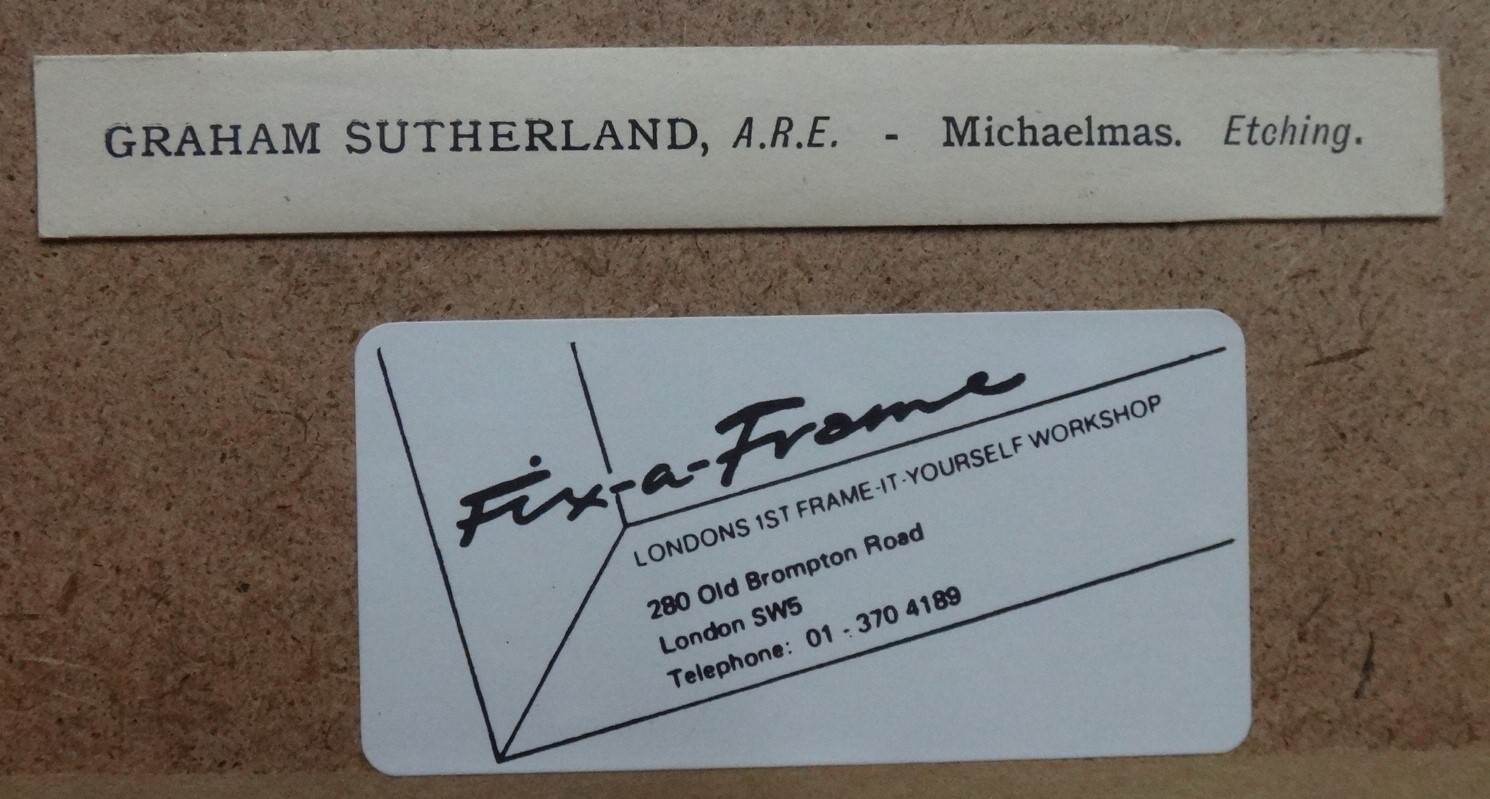 GRAHAM SUTHERLAND, A.R.E. - Michaelmas. Etching.
Fix-a-Frame
LONDONS 1ST FRAME-IT-YOURSELF WORKSHOP
280 Old Brompton Road
London SW5
Telephone: 01 - 370 4189